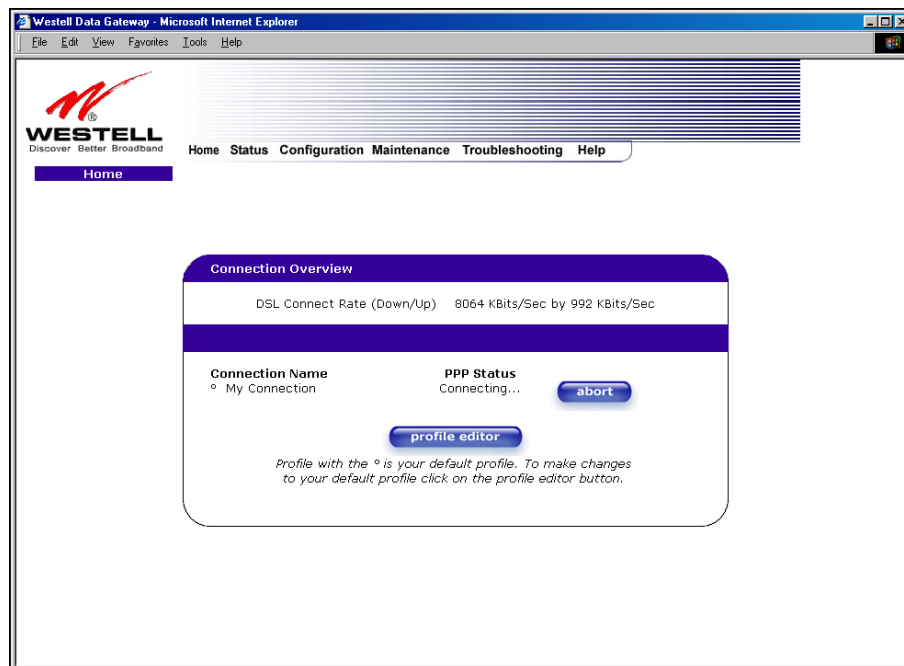 Westell Data Gateway - Microsoft Internet Explorer
File Edit View Favorites Tools Help
WESTELL
®
Discover Better Broadband
Home Status Configuration Maintenance Troubleshooting Help
Home
Connection Overview
DSL Connect Rate (Down/Up) 8064 KBits/Sec by 992 KBits/Sec
Connection Name PPP Status
° My Connection Connecting... abort
profile editor
Profile with the ° is your default profile. To make changes
to your default profile click on the profile editor button.